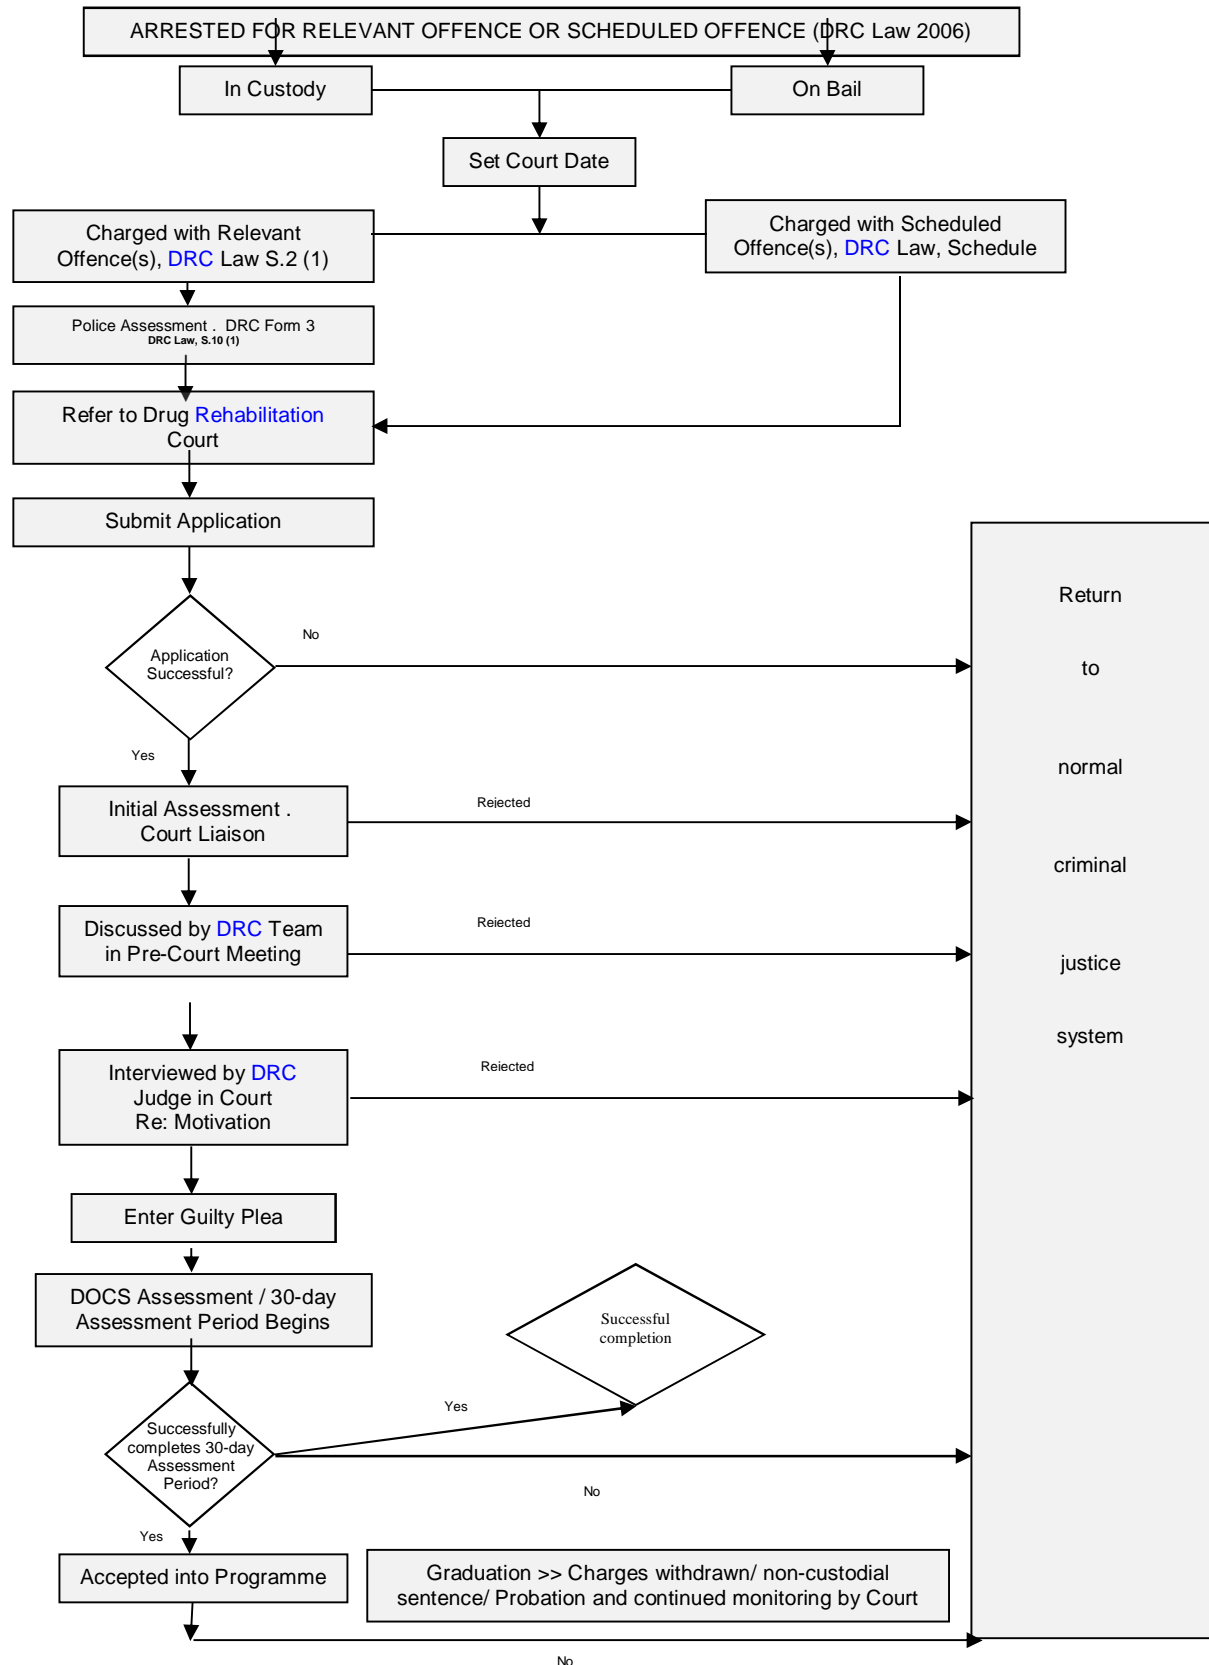 ARRESTED FOR RELEVANT OFFENCE OR SCHEDULED OFFENCE (DRC Law 2006)
In Custody
On Bail
Set Court Date
Charged with Relevant
Offence(s), DRC Law S.2 (1)
Charged with Scheduled
Offence(s), DRC Law, Schedule
Police Assessment . DRC Form 3
DRC Law, S.10 (1)
Refer to Drug Rehabilitation
Court
Submit Application
Application
Successful?
No
Yes
Initial Assessment .
Court Liaison
Rejected
Discussed by DRC Team
in Pre-Court Meeting
Rejected
Interviewed by DRC
Judge in Court
Re: Motivation
Rejected
Return
to
normal
criminal
justice
system
Enter Guilty Plea
DOCS Assessment / 30-day
Assessment Period Begins
Successful
completion
Successfully
completes 30-day
Assessment
Period?
Yes
No
Yes
Accepted into Programme
Graduation >> Charges withdrawn/ non-custodial
sentence/ Probation and continued monitoring by Court
No